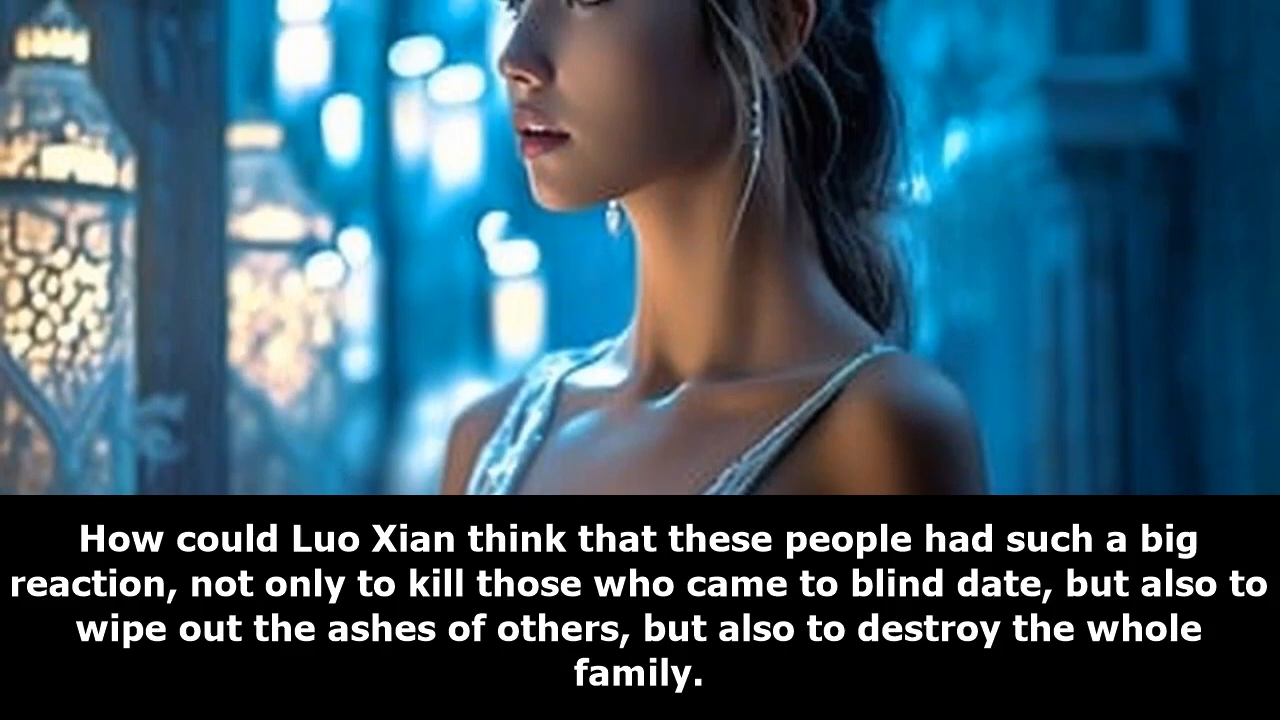 How could Luo Xian think that these people had such a big
reaction, not only to kill those who came to blind date, but also to
wipe out the ashes of others, but also to destroy the whole
family.